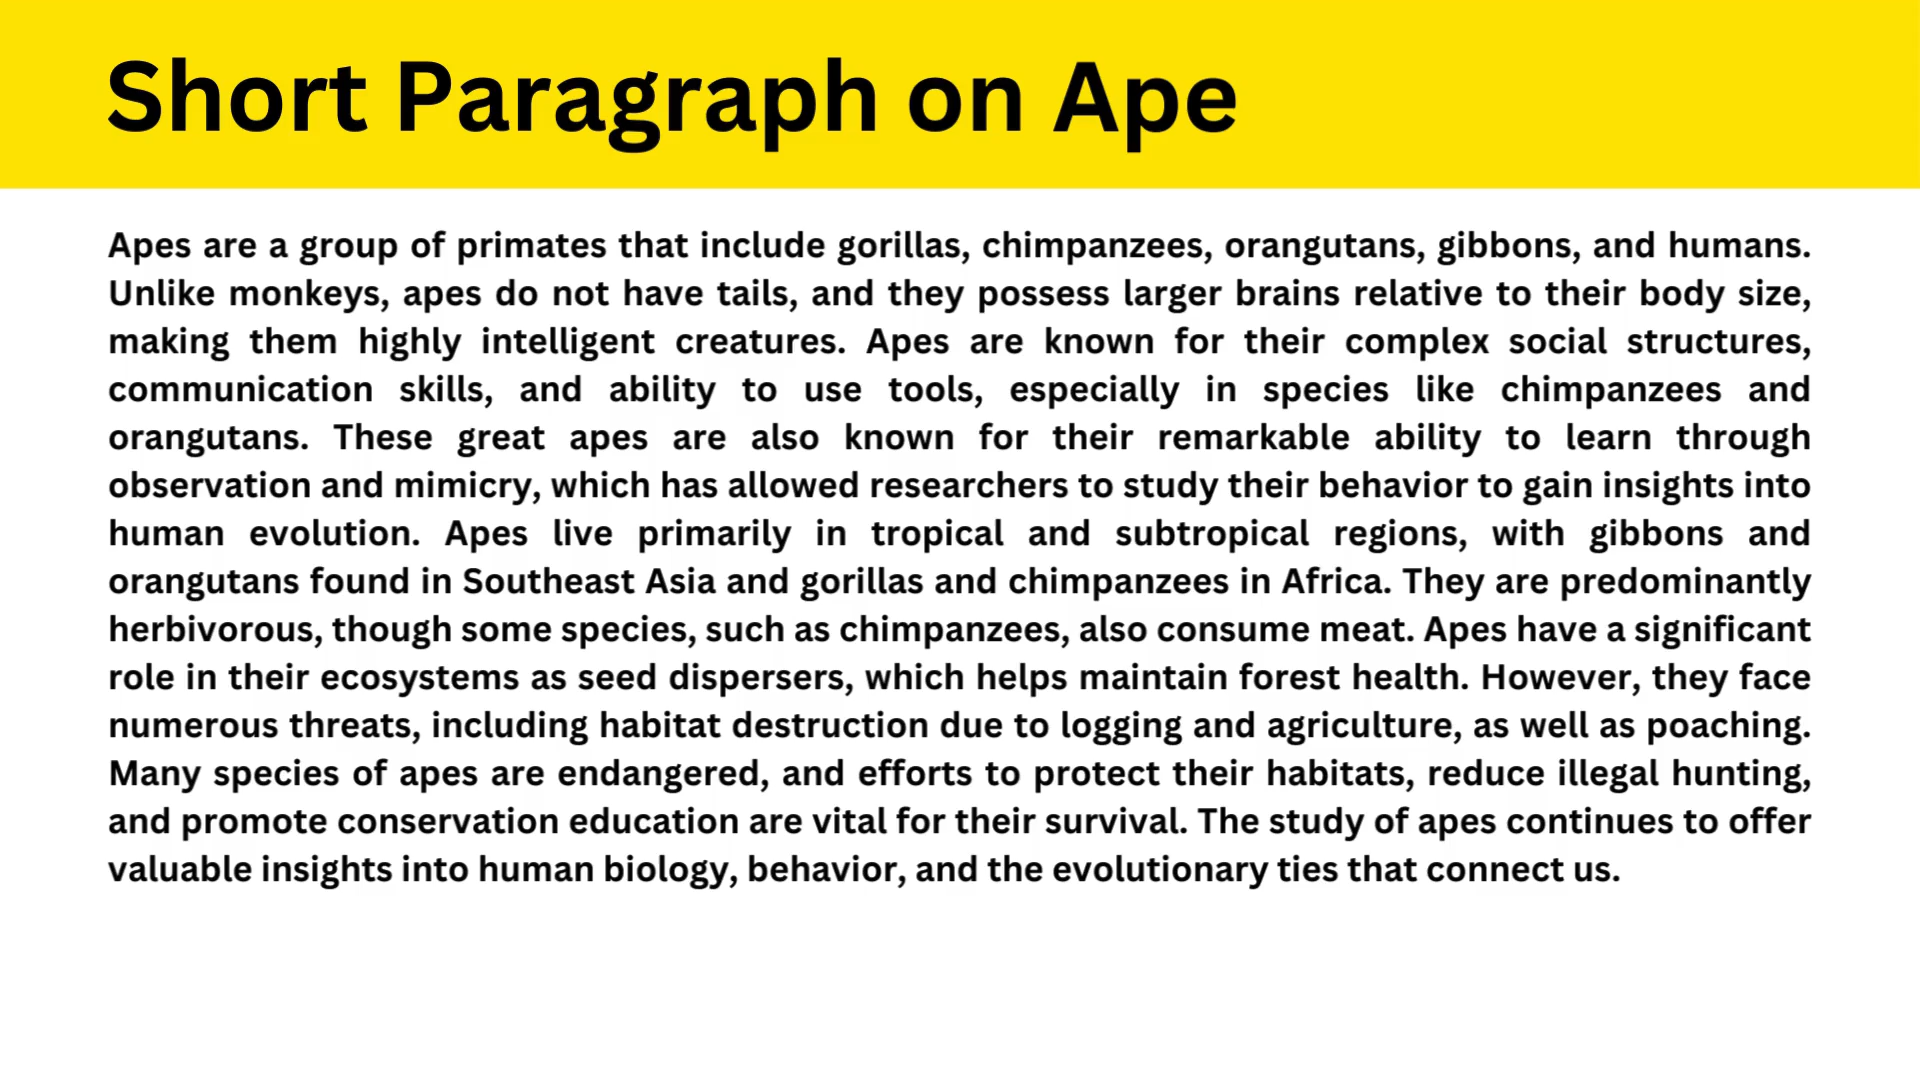 Short Paragraph on Ape
Apes are a group of primates that include gorillas, chimpanzees, orangutans, gibbons, and humans.
Unlike monkeys, apes do not have tails, and they possess larger brains relative to their body size,
making them highly intelligent creatures. Apes are known for their complex social structures,
communication skills, and ability to use tools, especially in species like chimpanzees and
orangutans. These great apes are also known for their remarkable ability to learn through
observation and mimicry, which has allowed researchers to study their behavior to gain insights into
human evolution. Apes live primarily in tropical and subtropical regions, with gibbons and
orangutans found in Southeast Asia and gorillas and chimpanzees in Africa. They are predominantly
herbivorous, though some species, such as chimpanzees, also consume meat. Apes have a significant
role in their ecosystems as seed dispersers, which helps maintain forest health. However, they face
numerous threats, including habitat destruction due to logging and agriculture, as well as poaching.
Many species of apes are endangered, and efforts to protect their habitats, reduce illegal hunting,
and promote conservation education are vital for their survival. The study of apes continues to offer
valuable insights into human biology, behavior, and the evolutionary ties that connect us.